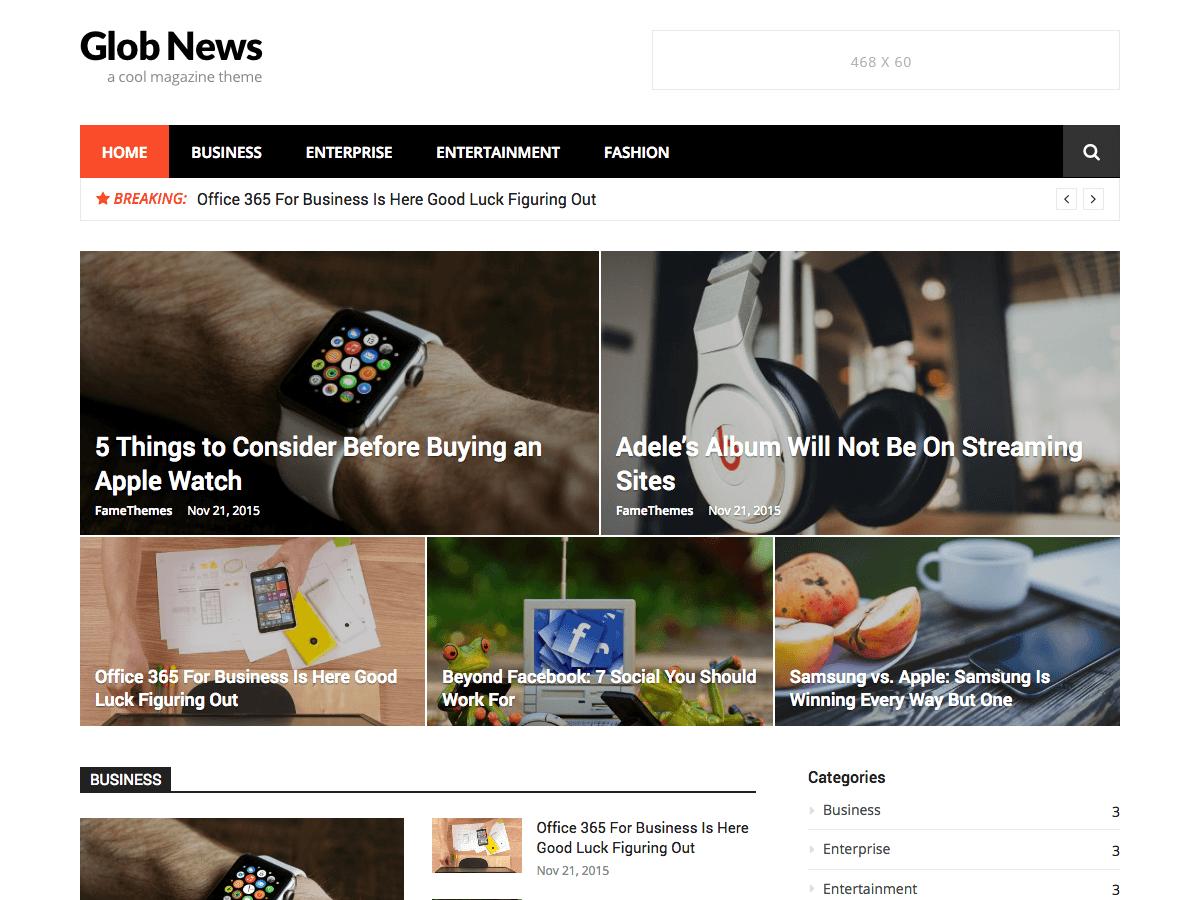 Glob News
a cool magazine theme
468 X 60
HOME BUSINESS ENTERPRISE ENTERTAINMENT FASHION
BREAKING: Office 365 For Business Is Here Good Luck Figuring Out
5 Things to Consider Before Buying an
Apple Watch
FameThemes Nov 21, 2015
Adele’s Album Will Not Be On Streaming
Sites
FameThemes Nov 21, 2015
Office 365 For Business Is Here Good
Luck Figuring Out
Beyond Facebook: 7 Social You Should
Work For
Samsung vs. Apple: Samsung Is
Winning Every Way But One
BUSINESS
Office 365 For Business Is Here
Good Luck Figuring Out
Nov 21, 2015
Categories
Business 3
Enterprise 3
Entertainment 3